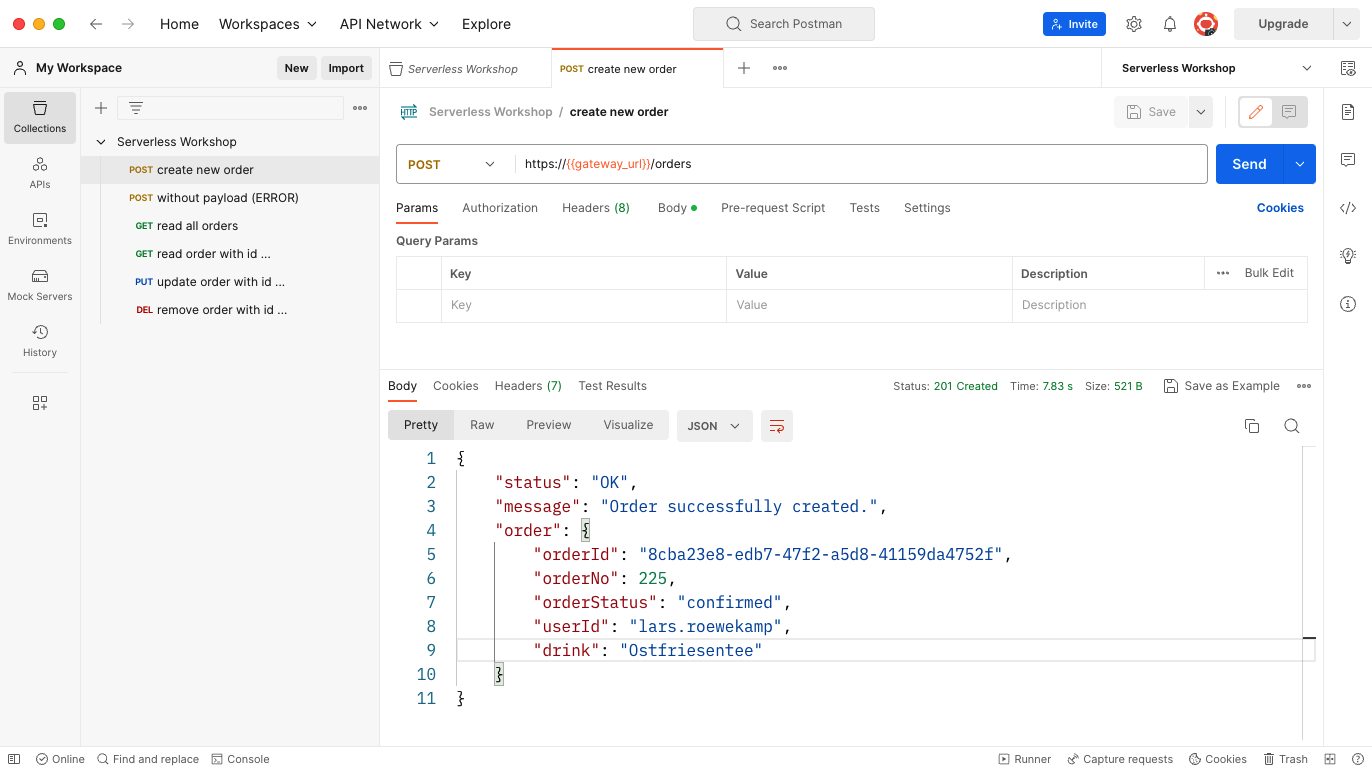 Home Workspaces API Network Explore Search Postman Invite Upgrade
My Workspace New Import Serverless Workshop POST create new order Serverless Workshop
Collections
APIs
Environments
Mock Servers
History
Serverless Workshop
POST create new order
POST without payload (ERROR)
GET read all orders
GET read order with id ...
PUT update order with id ...
DEL remove order with id ...
HTTP Serverless Workshop / create new order Save
POST https://{{gateway_url}}/orders Send
Params Authorization Headers (8) Body Pre-request Script Tests Settings Cookies
Query Params
Key Value Description Bulk Edit
Key Value Description
Body Cookies Headers (7) Test Results Status: 201 Created Time: 7.83 s Size: 521 B Save as Example
Pretty Raw Preview Visualize JSON
1 {
2 "status": "OK",
3 "message": "Order successfully created.",
4 "order": {
5 "orderId": "8cba23e8-edb7-47f2-a5d8-41159da4752f",
6 "orderNo": 225,
7 "orderStatus": "confirmed",
8 "userId": "lars.roewekamp",
9 "drink": "Ostfriesentee"
10 }
11 }
Online Find and replace Console Runner Capture requests Cookies Trash